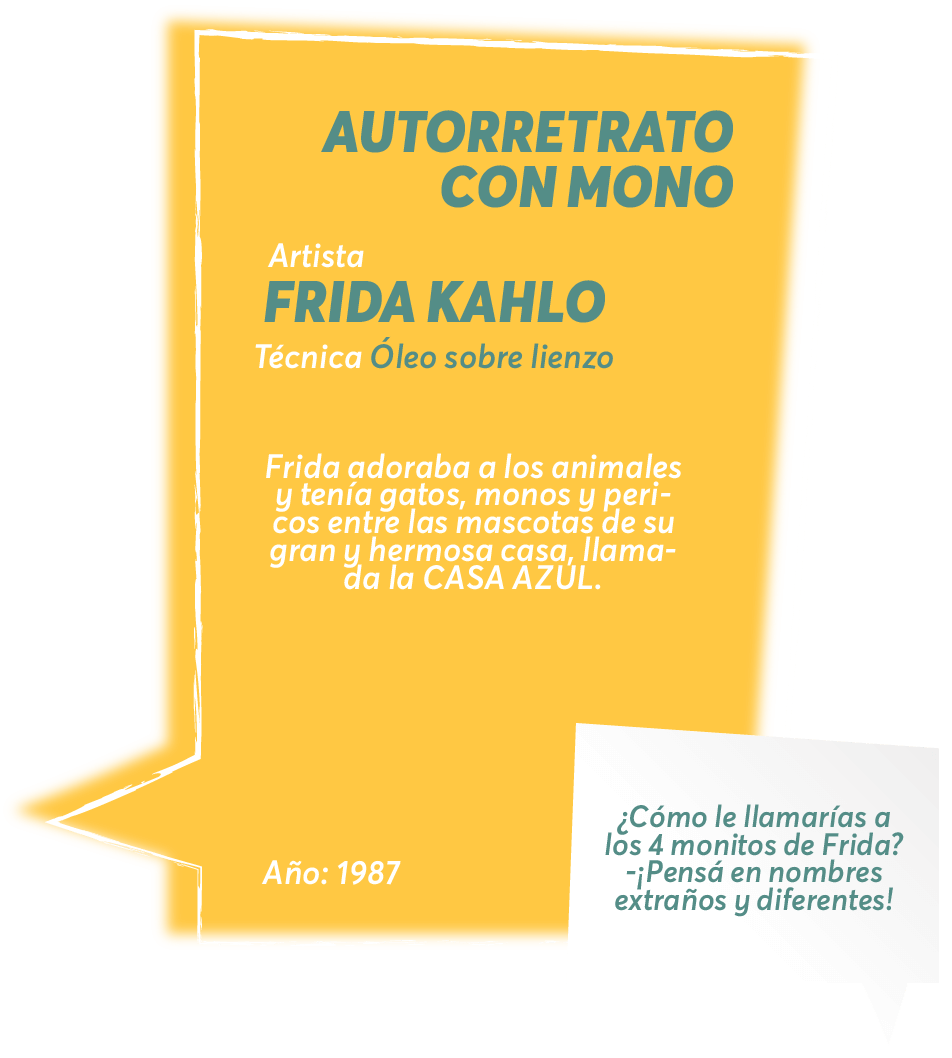 AUTORRETRATO
CON MONO
Artista
FRIDA KAHLO
Técnica Óleo sobre lienzo
Frida adoraba a los animales
y tenía gatos, monos y peri-
cos entre las mascotas de su
gran y hermosa casa, llama-
da la CASA AZUL.
Año: 1987
¿Cómo le llamarías a
los 4 monitos de Frida?
-¡Pensá en nombres
extraños y diferentes!